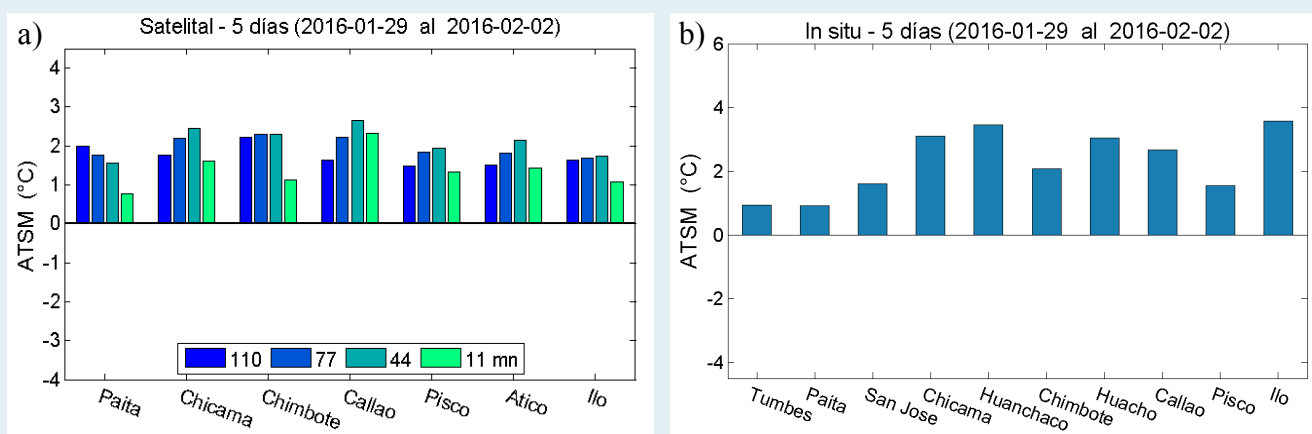 a)
Satelital - 5 días (2016-01-29 al 2016-02-02)
ATSM (°C)
4
3
2
1
0
-1
-2
-3
-4
110 77 44 11 mn
Paita Chicama Chimbote Callao Pisco Atico Ilo
b)
In situ - 5 días (2016-01-29 al 2016-02-02)
ATSM (°C)
6
4
2
0
-2
-4
Tumbes Paita San Jose Chicama Huanchaco Chimbote Huacho Callao Pisco Ilo